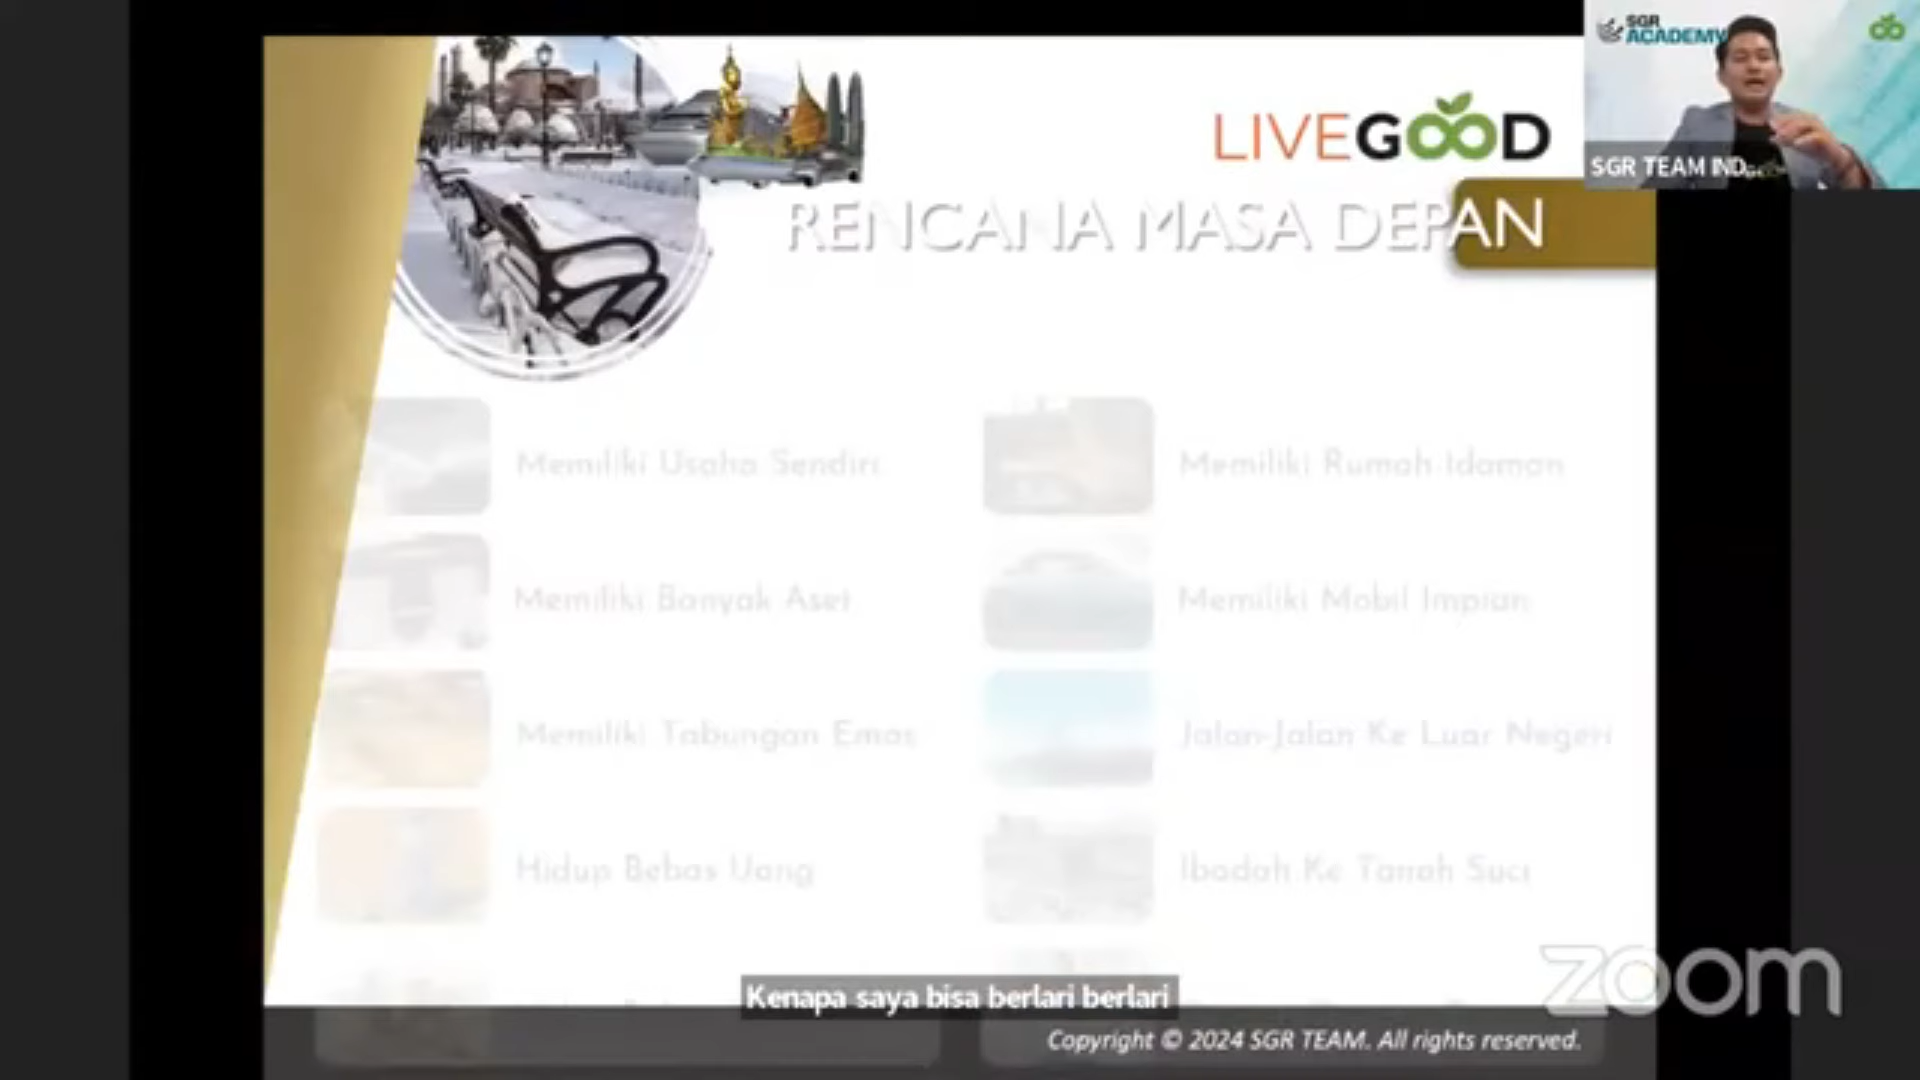 SGR
ACADEMY
LIVEGOOD
SGR TEAM IND
RENCANA MASA DEPAN
Memiliki Usaha Sendiri
Memiliki Rumah Idaman
Memiliki Banyak Aset
Memiliki Mobil Impian
Memiliki Tabungan Emas
Jalan-Jalan Ke Luar Negeri
Hidup Bebas Uang
Ibadah Ke Tanah Suci
Kenapa saya bisa berlari berlari
zoom
Copyright © 2024 SGR TEAM. All rights reserved.